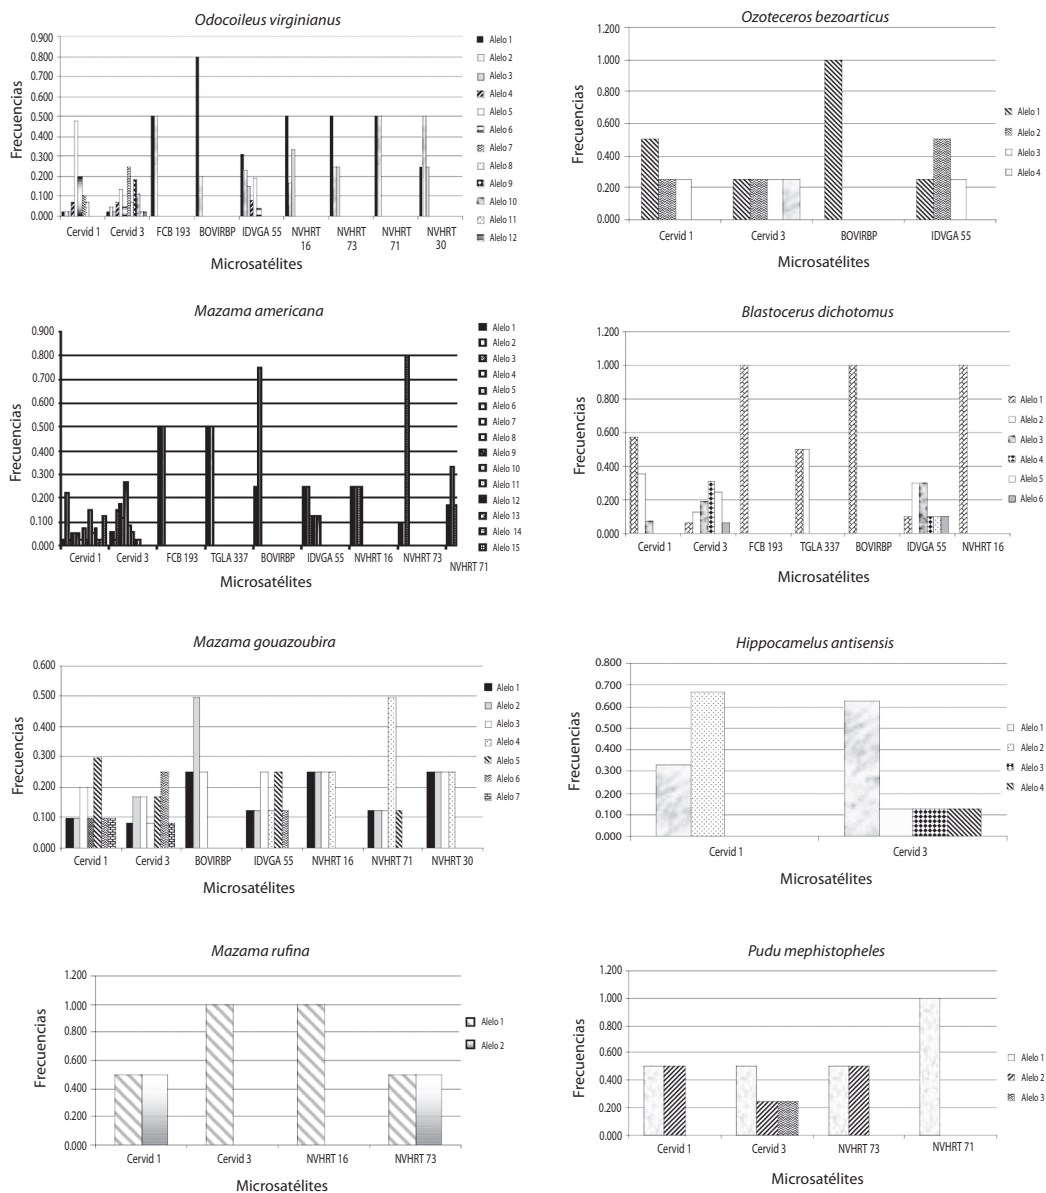 Odocoileus virginianus
Frecuencias
0.900
0.800
0.700
0.600
0.500
0.400
0.300
0.200
0.100
0.000
Cervid 1 Cervid 3 FCB 193 BOVIRBP IDVGA 55 NVHRT 16 NVHRT 73 NVHRT 71 NVHRT 30
Microsatélites
Alelo 1
Alelo 2
Alelo 3
Alelo 4
Alelo 5
Alelo 6
Alelo 7
Alelo 8
Alelo 9
Alelo 10
Alelo 11
Alelo 12
Ozoteceros bezoarticus
Frecuencias
1.200
1.000
0.800
0.600
0.400
0.200
0.000
Cervid 1 Cervid 3 BOVIRBP IDVGA 55
Microsatélites
Alelo 1
Alelo 2
Alelo 3
Alelo 4
Mazama americana
Frecuencias
0.900
0.800
0.700
0.600
0.500
0.400
0.300
0.200
0.100
0.000
Cervid 1 Cervid 3 FCB 193 TGLA 337 BOVIRBP IDVGA 55 NVHRT 16 NVHRT 73 NVHRT 71
Microsatélites
Alelo 1
Alelo 2
Alelo 3
Alelo 4
Alelo 5
Alelo 6
Alelo 7
Alelo 8
Alelo 9
Alelo 10
Alelo 11
Alelo 12
Alelo 13
Alelo 14
Alelo 15
Blastocerus dichotomus
Frecuencias
1.200
1.000
0.800
0.600
0.400
0.200
0.000
Cervid 1 Cervid 3 FCB 193 TGLA 337 BOVIRBP IDVGA 55 NVHRT 16
Microsatélites
Alelo 1
Alelo 2
Alelo 3
Alelo 4
Alelo 5
Alelo 6
Mazama gouazoubira
Frecuencias
0.600
0.500
0.400
0.300
0.200
0.100
0.000
Cervid 1 Cervid 3 BOVIRBP IDVGA 55 NVHRT 16 NVHRT 71 NVHRT 30
Microsatélites
Alelo 1
Alelo 2
Alelo 3
Alelo 4
Alelo 5
Alelo 6
Alelo 7
Hippocamelus antisensis
Frecuencias
0.800
0.700
0.600
0.500
0.400
0.300
0.200
0.100
0.000
Cervid 1 Cervid 3
Microsatélites
Alelo 1
Alelo 2
Alelo 3
Alelo 4
Mazama rufina
Frecuencias
1.200
1.000
0.800
0.600
0.400
0.200
0.000
Cervid 1 Cervid 3 NVHRT 16 NVHRT 73
Microsatélites
Alelo 1
Alelo 2
Pudu mephistopheles
Frecuencias
1.200
1.000
0.800
0.600
0.400
0.200
0.000
Cervid 1 Cervid 3 NVHRT 73 NVHRT 71
Microsatélites
Alelo 1
Alelo 2
Alelo 3